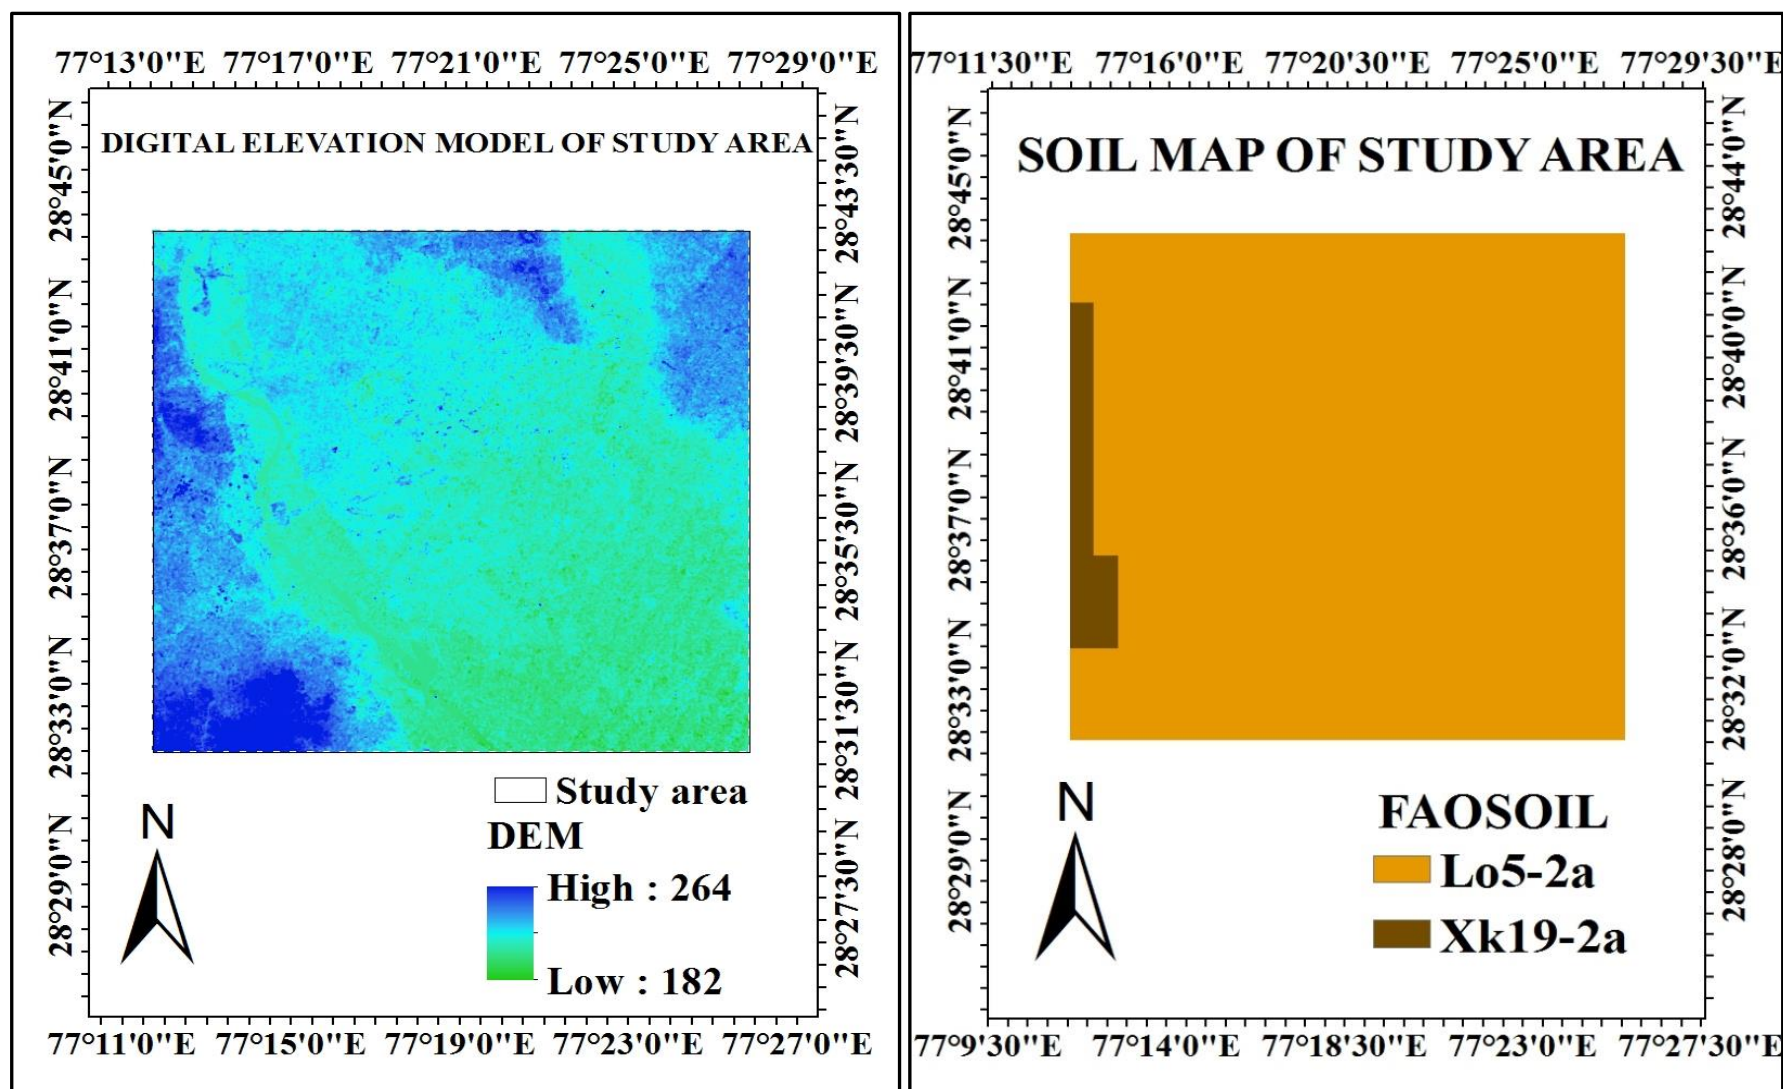 77°13'0"E 77°17'0"E 77°21'0"E 77°25'0"E 77°29'0"E
DIGITAL ELEVATION MODEL OF STUDY AREA
28°45'0"N
28°41'0"N
28°37'0"N
28°33'0"N
28°29'0"N
28°43'30"N
28°39'30"N
28°35'30"N
28°31'30"N
28°27'30"N
Study area
DEM
High : 264
Low : 182
N
77°11'0"E 77°15'0"E 77°19'0"E 77°23'0"E 77°27'0"E
77°11'30"E 77°16'0"E 77°20'30"E 77°25'0"E 77°29'30"E
SOIL MAP OF STUDY AREA
28°45'0"N
28°41'0"N
28°37'0"N
28°33'0"N
28°29'0"N
28°44'0"N
28°40'0"N
28°36'0"N
28°32'0"N
28°28'0"N
N
FAOSOIL
Lo5-2a
Xk19-2a
77°9'30"E 77°14'0"E 77°18'30"E 77°23'0"E 77°27'30"E